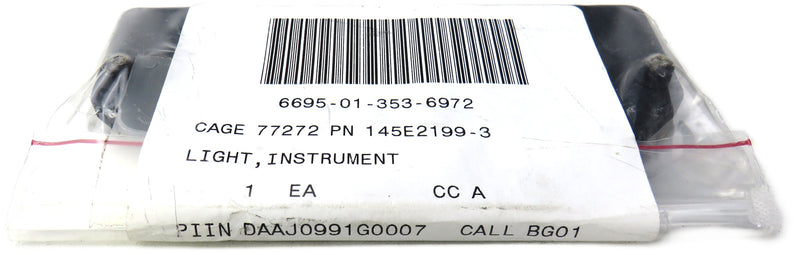 6695-01-353-6972
CAGE 77272 PN 145E2199-3
LIGHT, INSTRUMENT
1 EA CC A
PIIN DAAJ0991G0007 CALL BG01